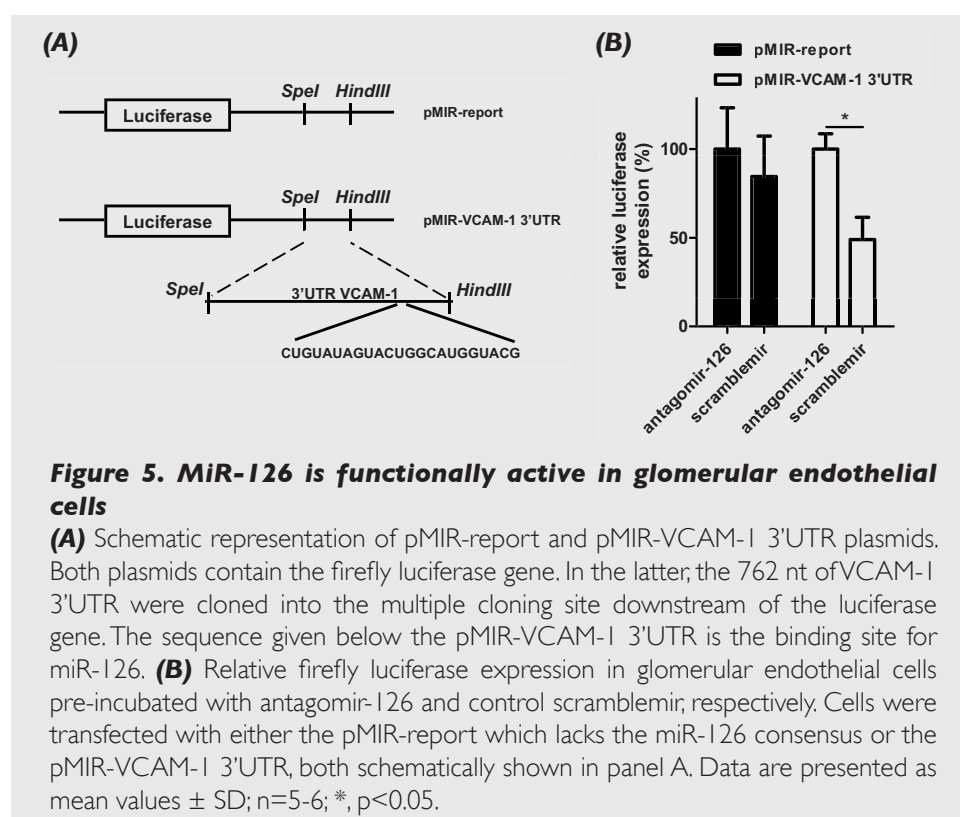 (A)
SpeI HindIII
Luciferase
pMIR-report
SpeI HindIII
Luciferase
pMIR-VCAM-1 3’UTR
SpeI
3’UTR VCAM-1
HindIII
CUGUAUAGUACUGGCAUGGUACG
(B)
pMIR-report
pMIR-VCAM-1 3'UTR
relative luciferase
expression (%)
100
50
0
*
antagomir-126
scramblemir
antagomir-126
scramblemir
Figure 5. MiR-126 is functionally active in glomerular endothelial
cells
(A) Schematic representation of pMIR-report and pMIR-VCAM-1 3’UTR plasmids.
Both plasmids contain the firefly luciferase gene. In the latter, the 762 nt of VCAM-1
3’UTR were cloned into the multiple cloning site downstream of the luciferase
gene. The sequence given below the pMIR-VCAM-1 3’UTR is the binding site for
miR-126. (B) Relative firefly luciferase expression in glomerular endothelial cells
pre-incubated with antagomir-126 and control scramblemir, respectively. Cells were
transfected with either the pMIR-report which lacks the miR-126 consensus or the
pMIR-VCAM-1 3’UTR, both schematically shown in panel A. Data are presented as
mean values ± SD; n=5-6; *, p<0.05.